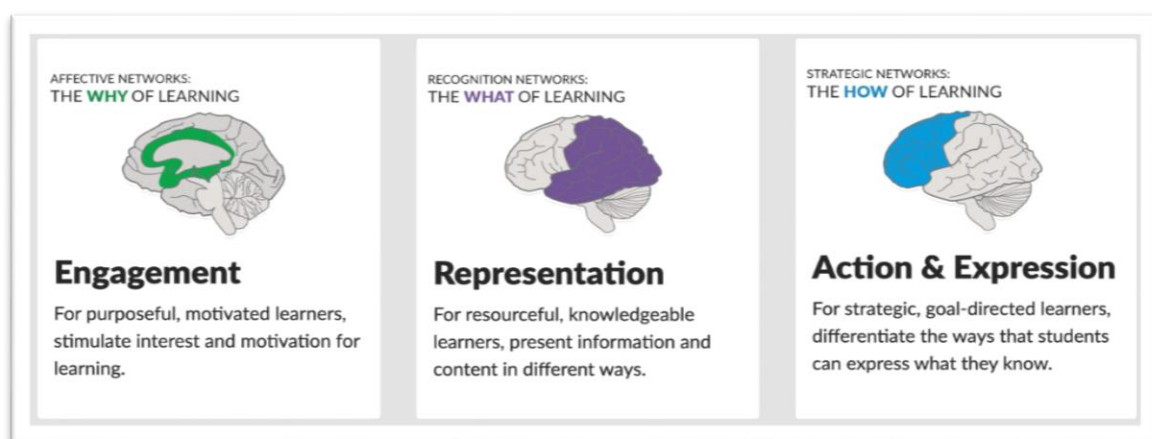 AFFECTIVE NETWORKS:
THE WHY OF LEARNING
Engagement
For purposeful, motivated learners,
stimulate interest and motivation for
learning.
RECOGNITION NETWORKS:
THE WHAT OF LEARNING
Representation
For resourceful, knowledgeable
learners, present information and
content in different ways.
STRATEGIC NETWORKS:
THE HOW OF LEARNING
Action & Expression
For strategic, goal-directed learners,
differentiate the ways that students
can express what they know.